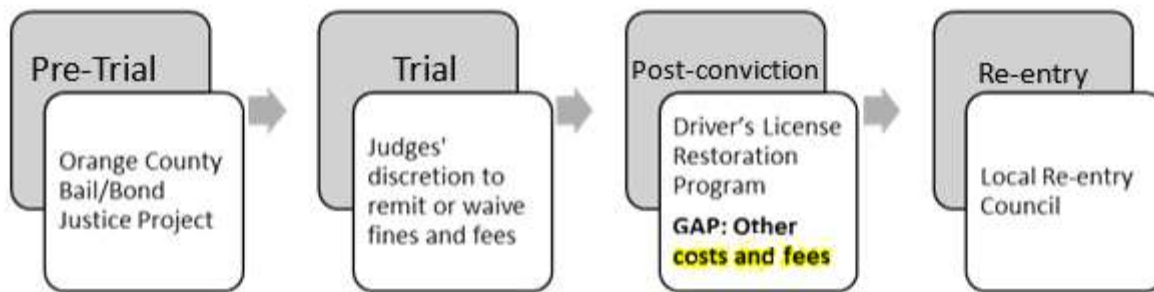 Pre-Trial
Orange County
Bail/Bond
Justice Project
Trial
Judges'
discretion to
remit or waive
fines and fees
Post-conviction
Driver's License
Restoration
Program
GAP: Other
costs and fees
Re-entry
Local Re-entry
Council